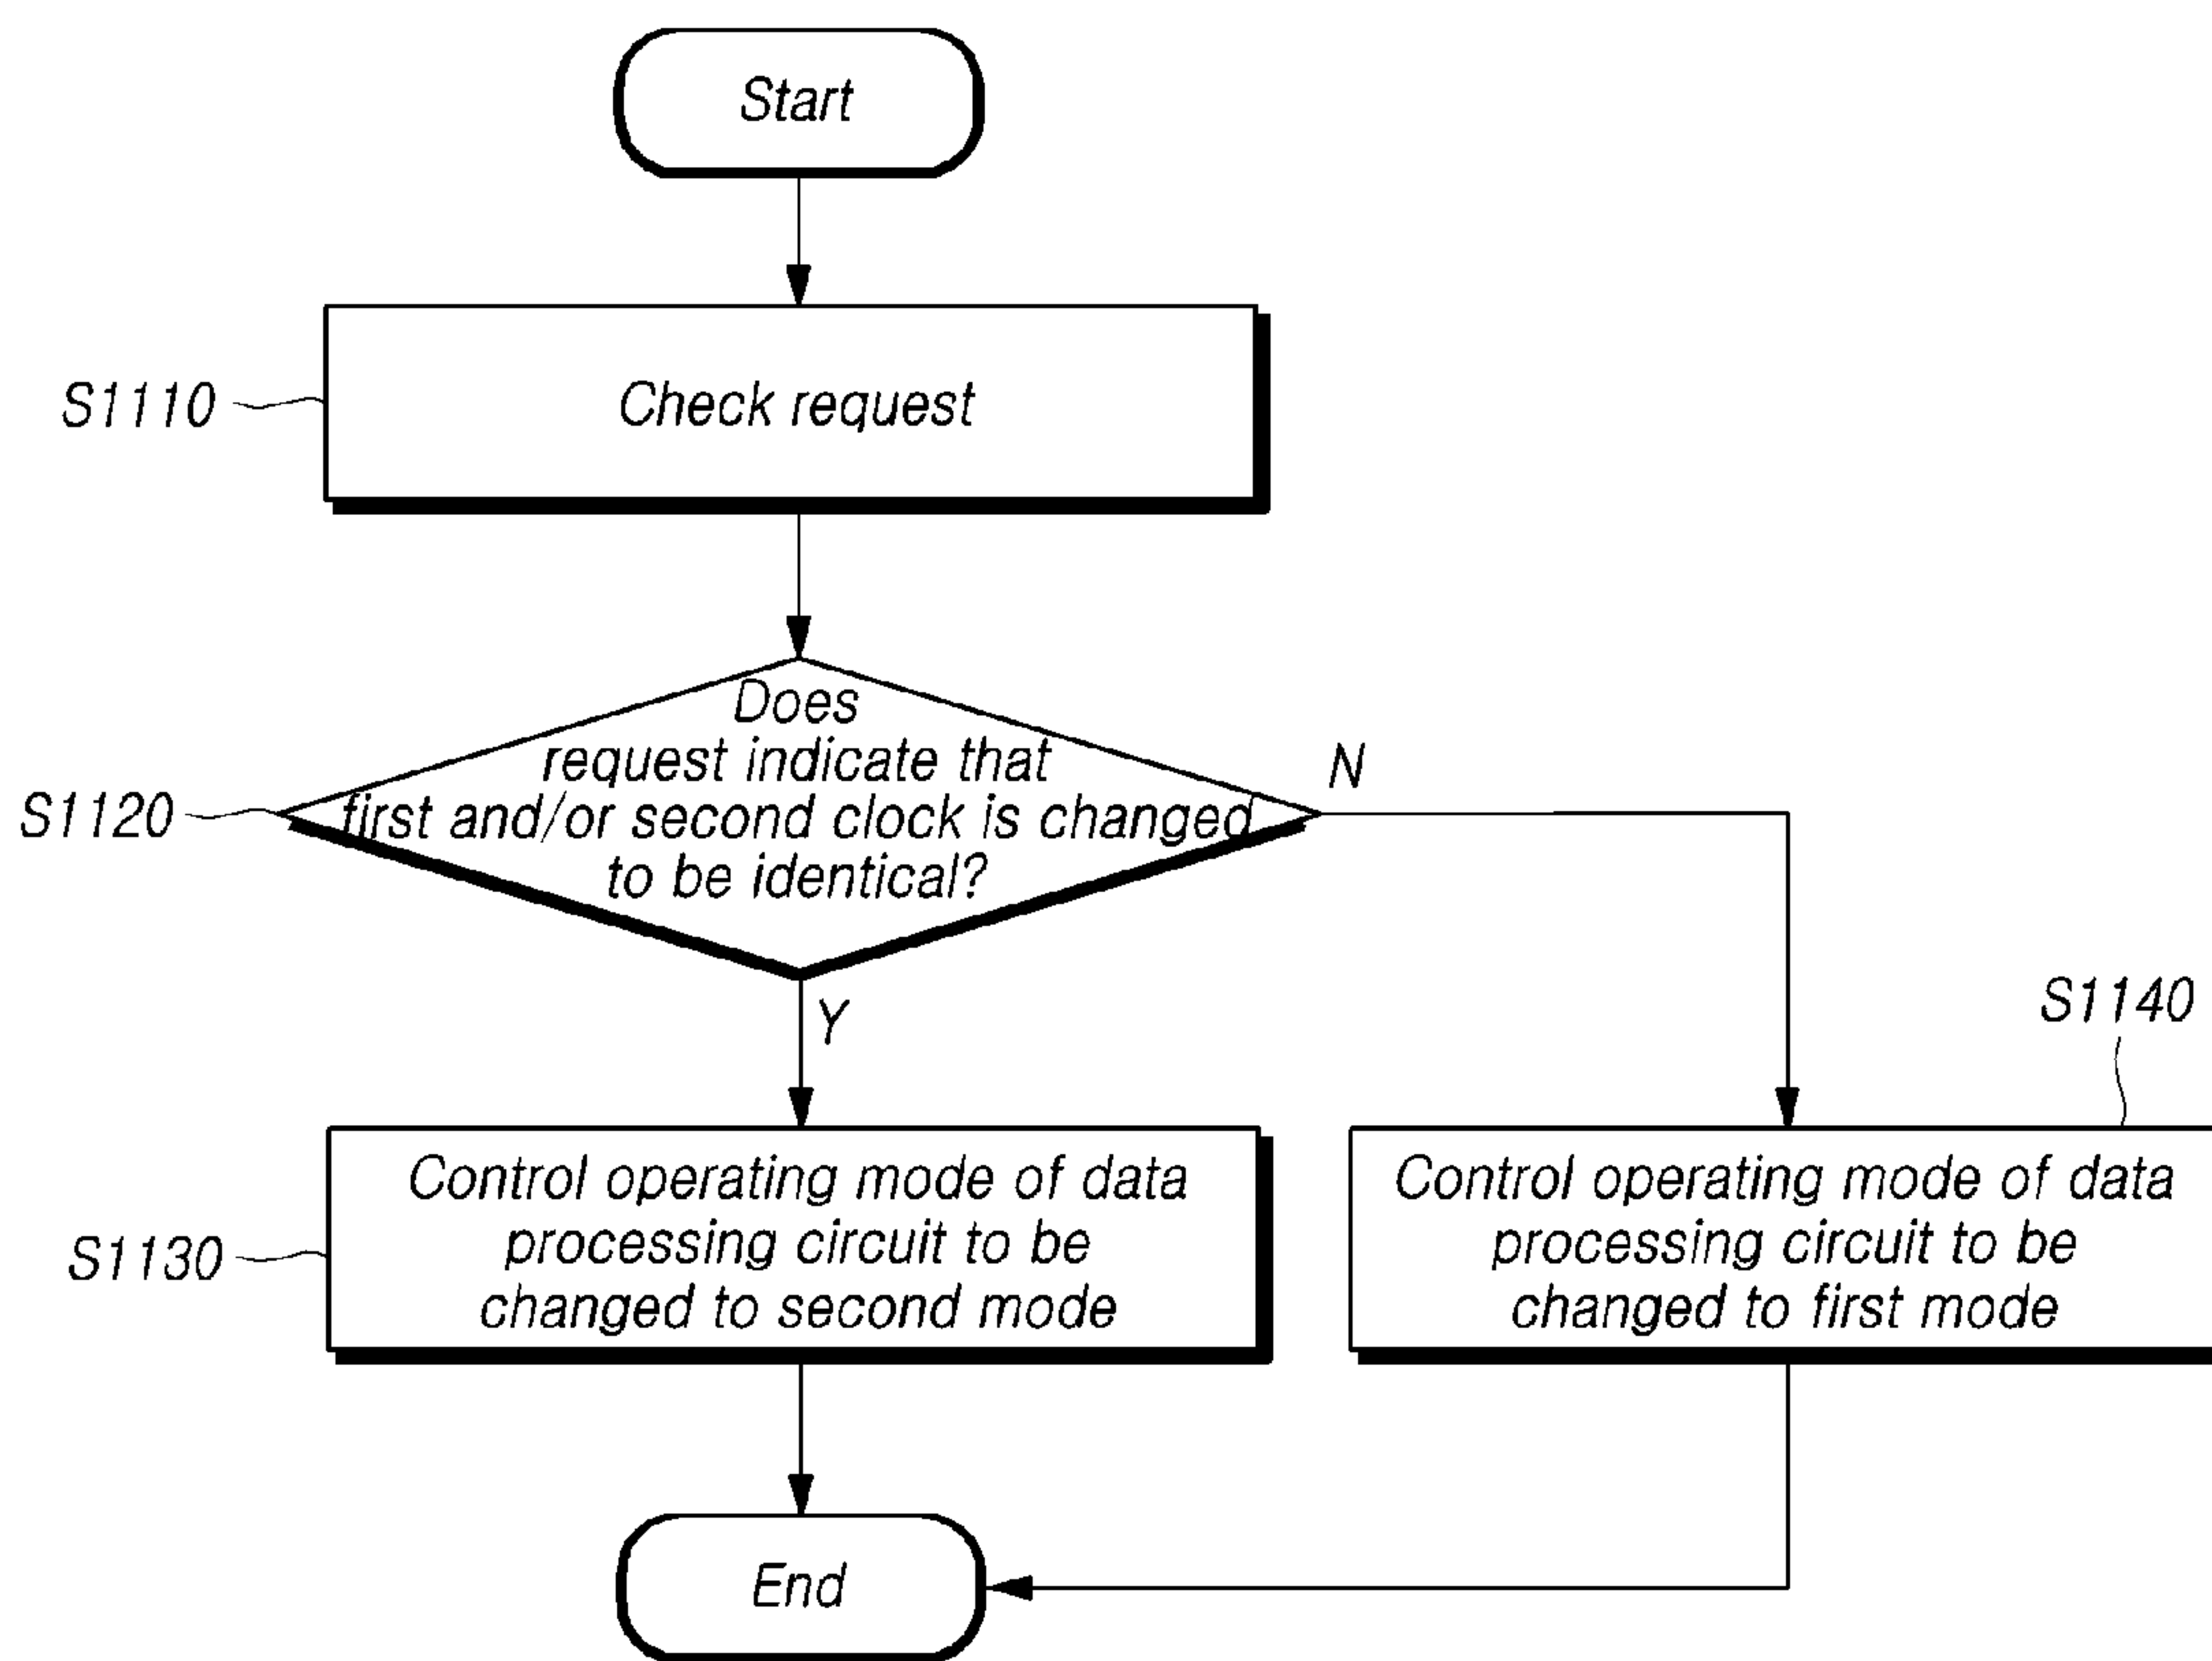 Start
S1110
Check request
Does
request indicate that
first and/or second clock is changed
to be identical?
S1120
N
Y
S1140
S1130
Control operating mode of data
processing circuit to be
changed to second mode
Control operating mode of data
processing circuit to be
changed to first mode
End